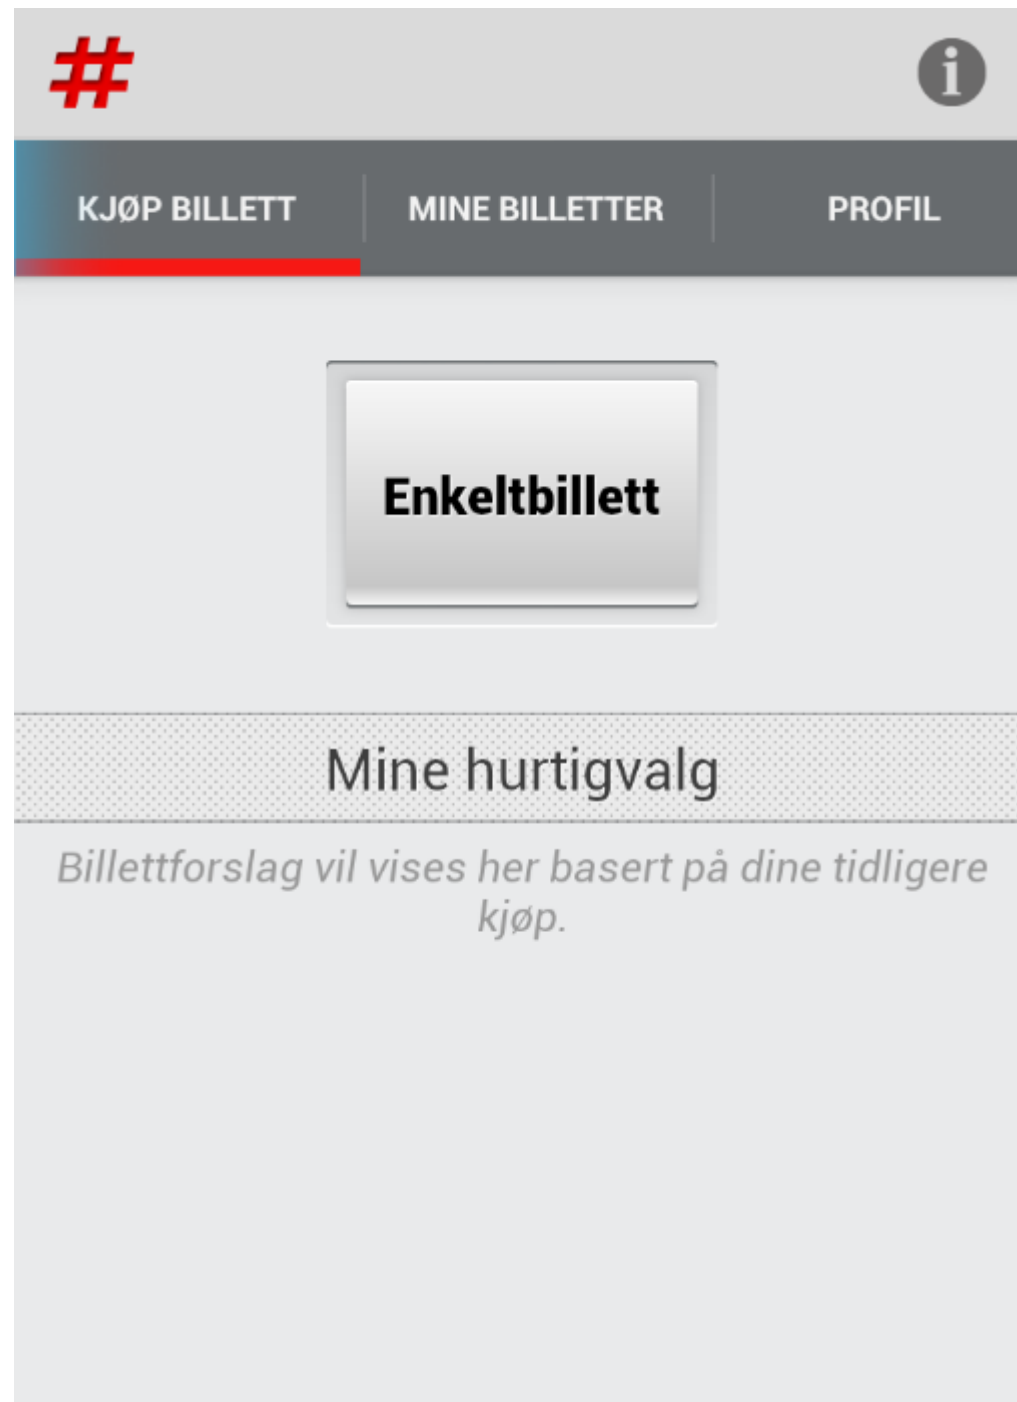 #
i
KJØP BILLETT
MINE BILLETTER
PROFIL
Enkeltbillett
Mine hurtigvalg
Billettforslag vil vises her basert på dine tidligere
kjøp.